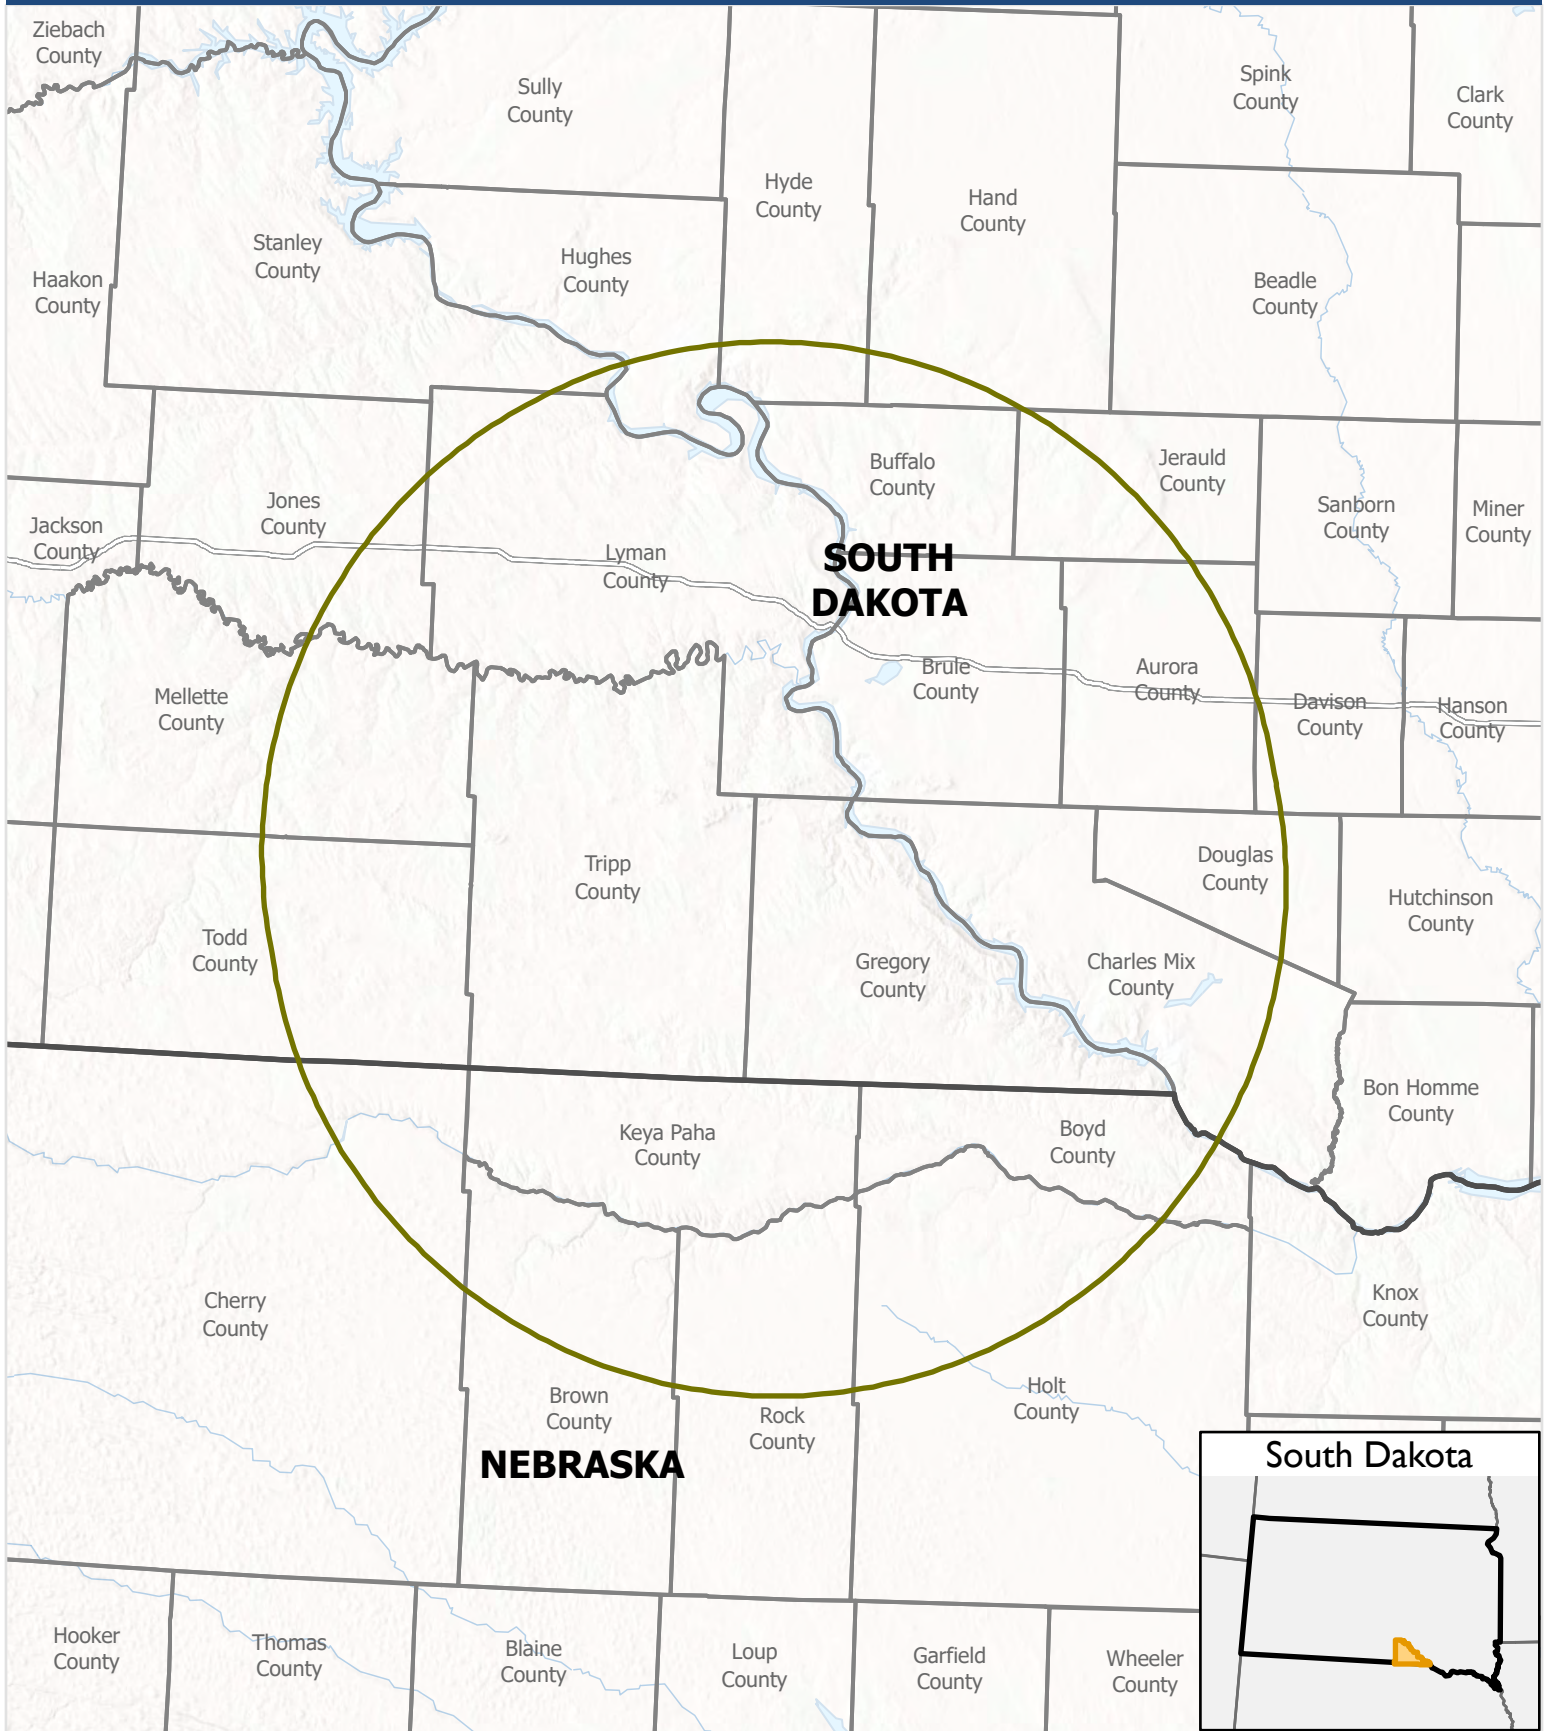 Ziebach
County
Sully
County
Spink
County
Clark
County
Hyde
County
Hand
County
Stanley
County
Hughes
County
Haakon
County
Beadle
County
Buffalo
County
Jerauld
County
Jones
County
Sanborn
County
Miner
County
Jackson
County
Lyman
County
SOUTH
DAKOTA
Brule
County
Aurora
County
Mellette
County
Davison
County
Hanson
County
Tripp
County
Douglas
County
Hutchinson
County
Todd
County
Gregory
County
Charles Mix
County
Bon Homme
County
Keya Paha
County
Boyd
County
Cherry
County
Knox
County
Brown
County
Rock
County
Holt
County
NEBRASKA
South Dakota
Hooker
County
Thomas
County
Blaine
County
Loup
County
Garfield
County
Wheeler
County